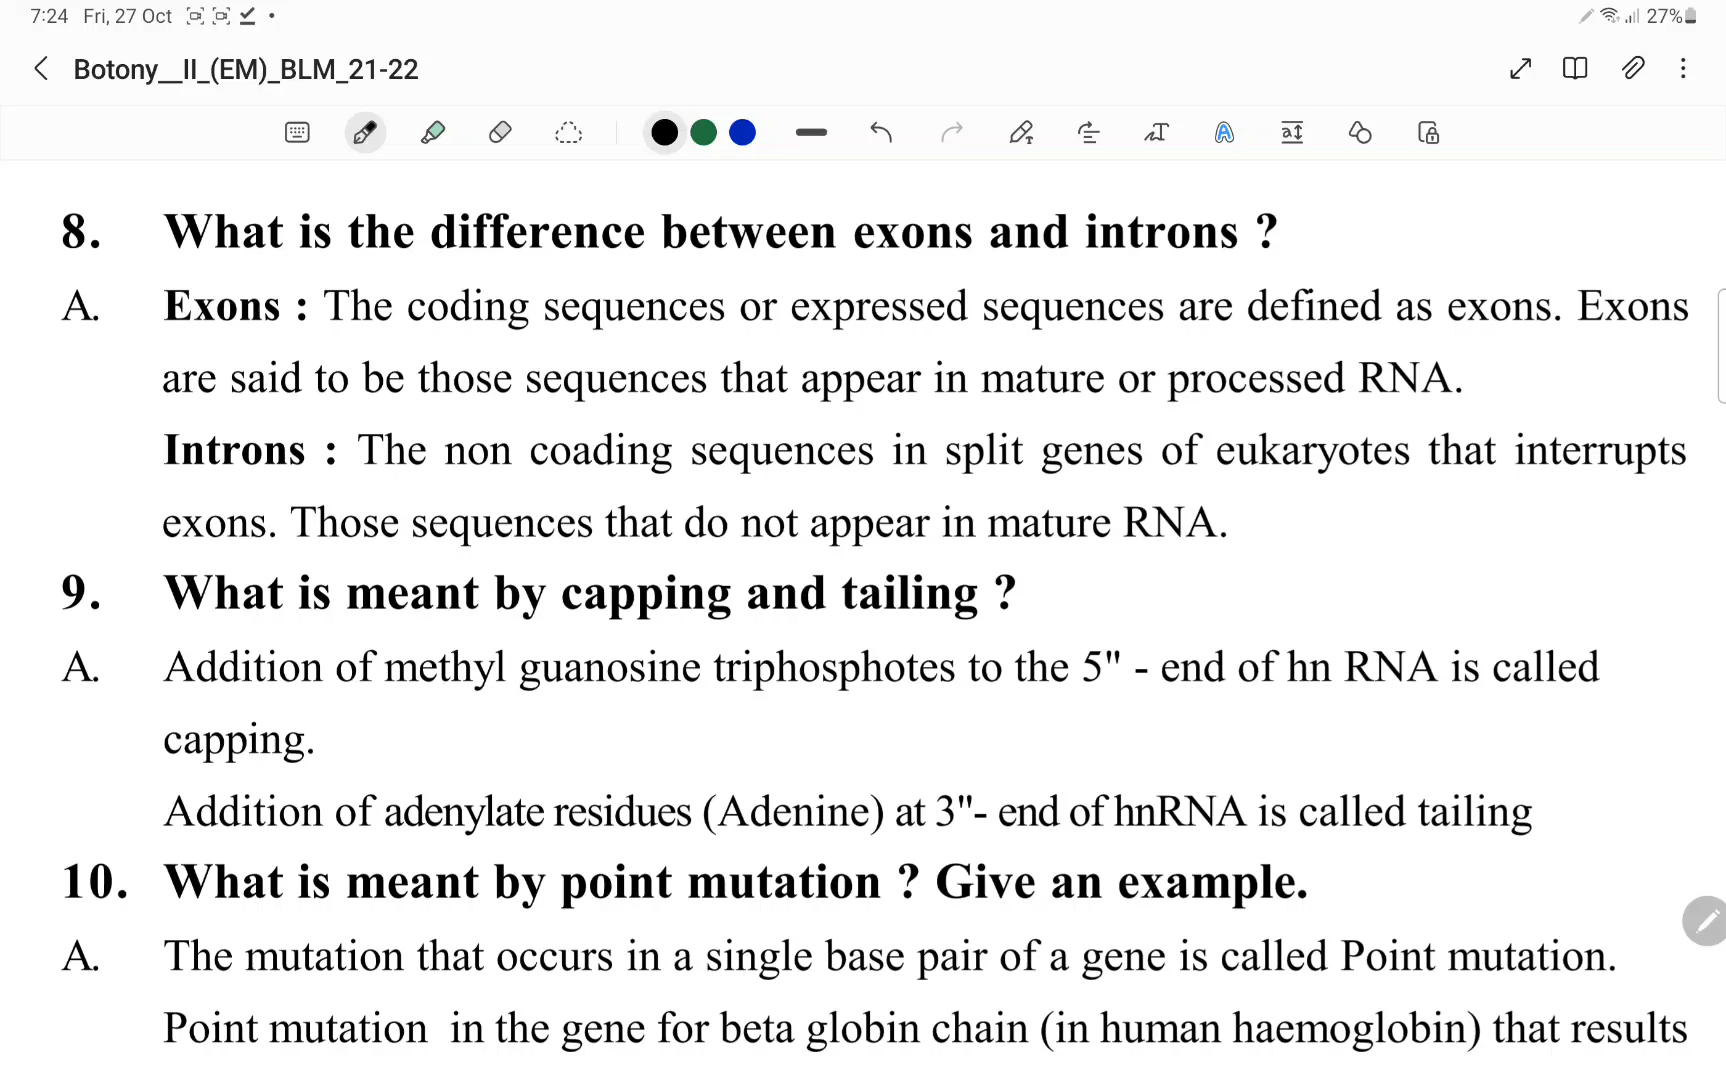 7:24 Fri, 27 Oct
27%
Botony__II_(EM)_BLM_21-22
8. What is the difference between exons and introns ?
A. Exons : The coding sequences or expressed sequences are defined as exons. Exons
are said to be those sequences that appear in mature or processed RNA.
Introns : The non coading sequences in split genes of eukaryotes that interrupts
exons. Those sequences that do not appear in mature RNA.
9. What is meant by capping and tailing ?
A. Addition of methyl guanosine triphosphotes to the 5" - end of hn RNA is called
capping.
Addition of adenylate residues (Adenine) at 3"- end of hnRNA is called tailing
10. What is meant by point mutation ? Give an example.
A. The mutation that occurs in a single base pair of a gene is called Point mutation.
Point mutation in the gene for beta globin chain (in human haemoglobin) that results